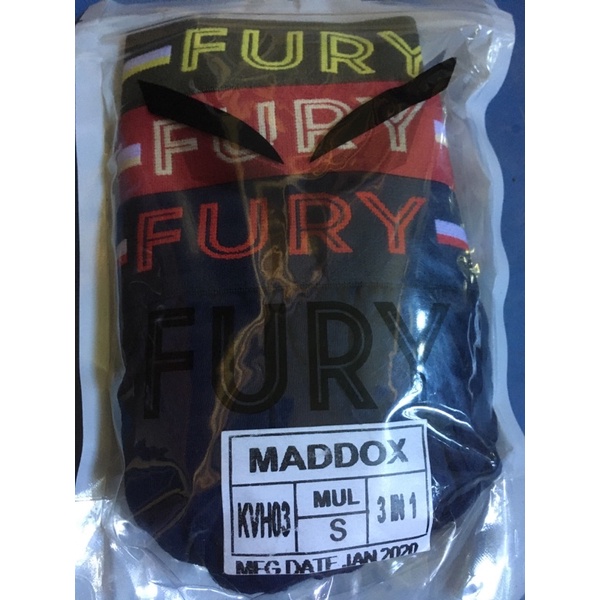 FURY
FURY
FURY
FURY
MADDOX
KVH03 MUL 3 IN 1
S
MFG DATE JAN 2020